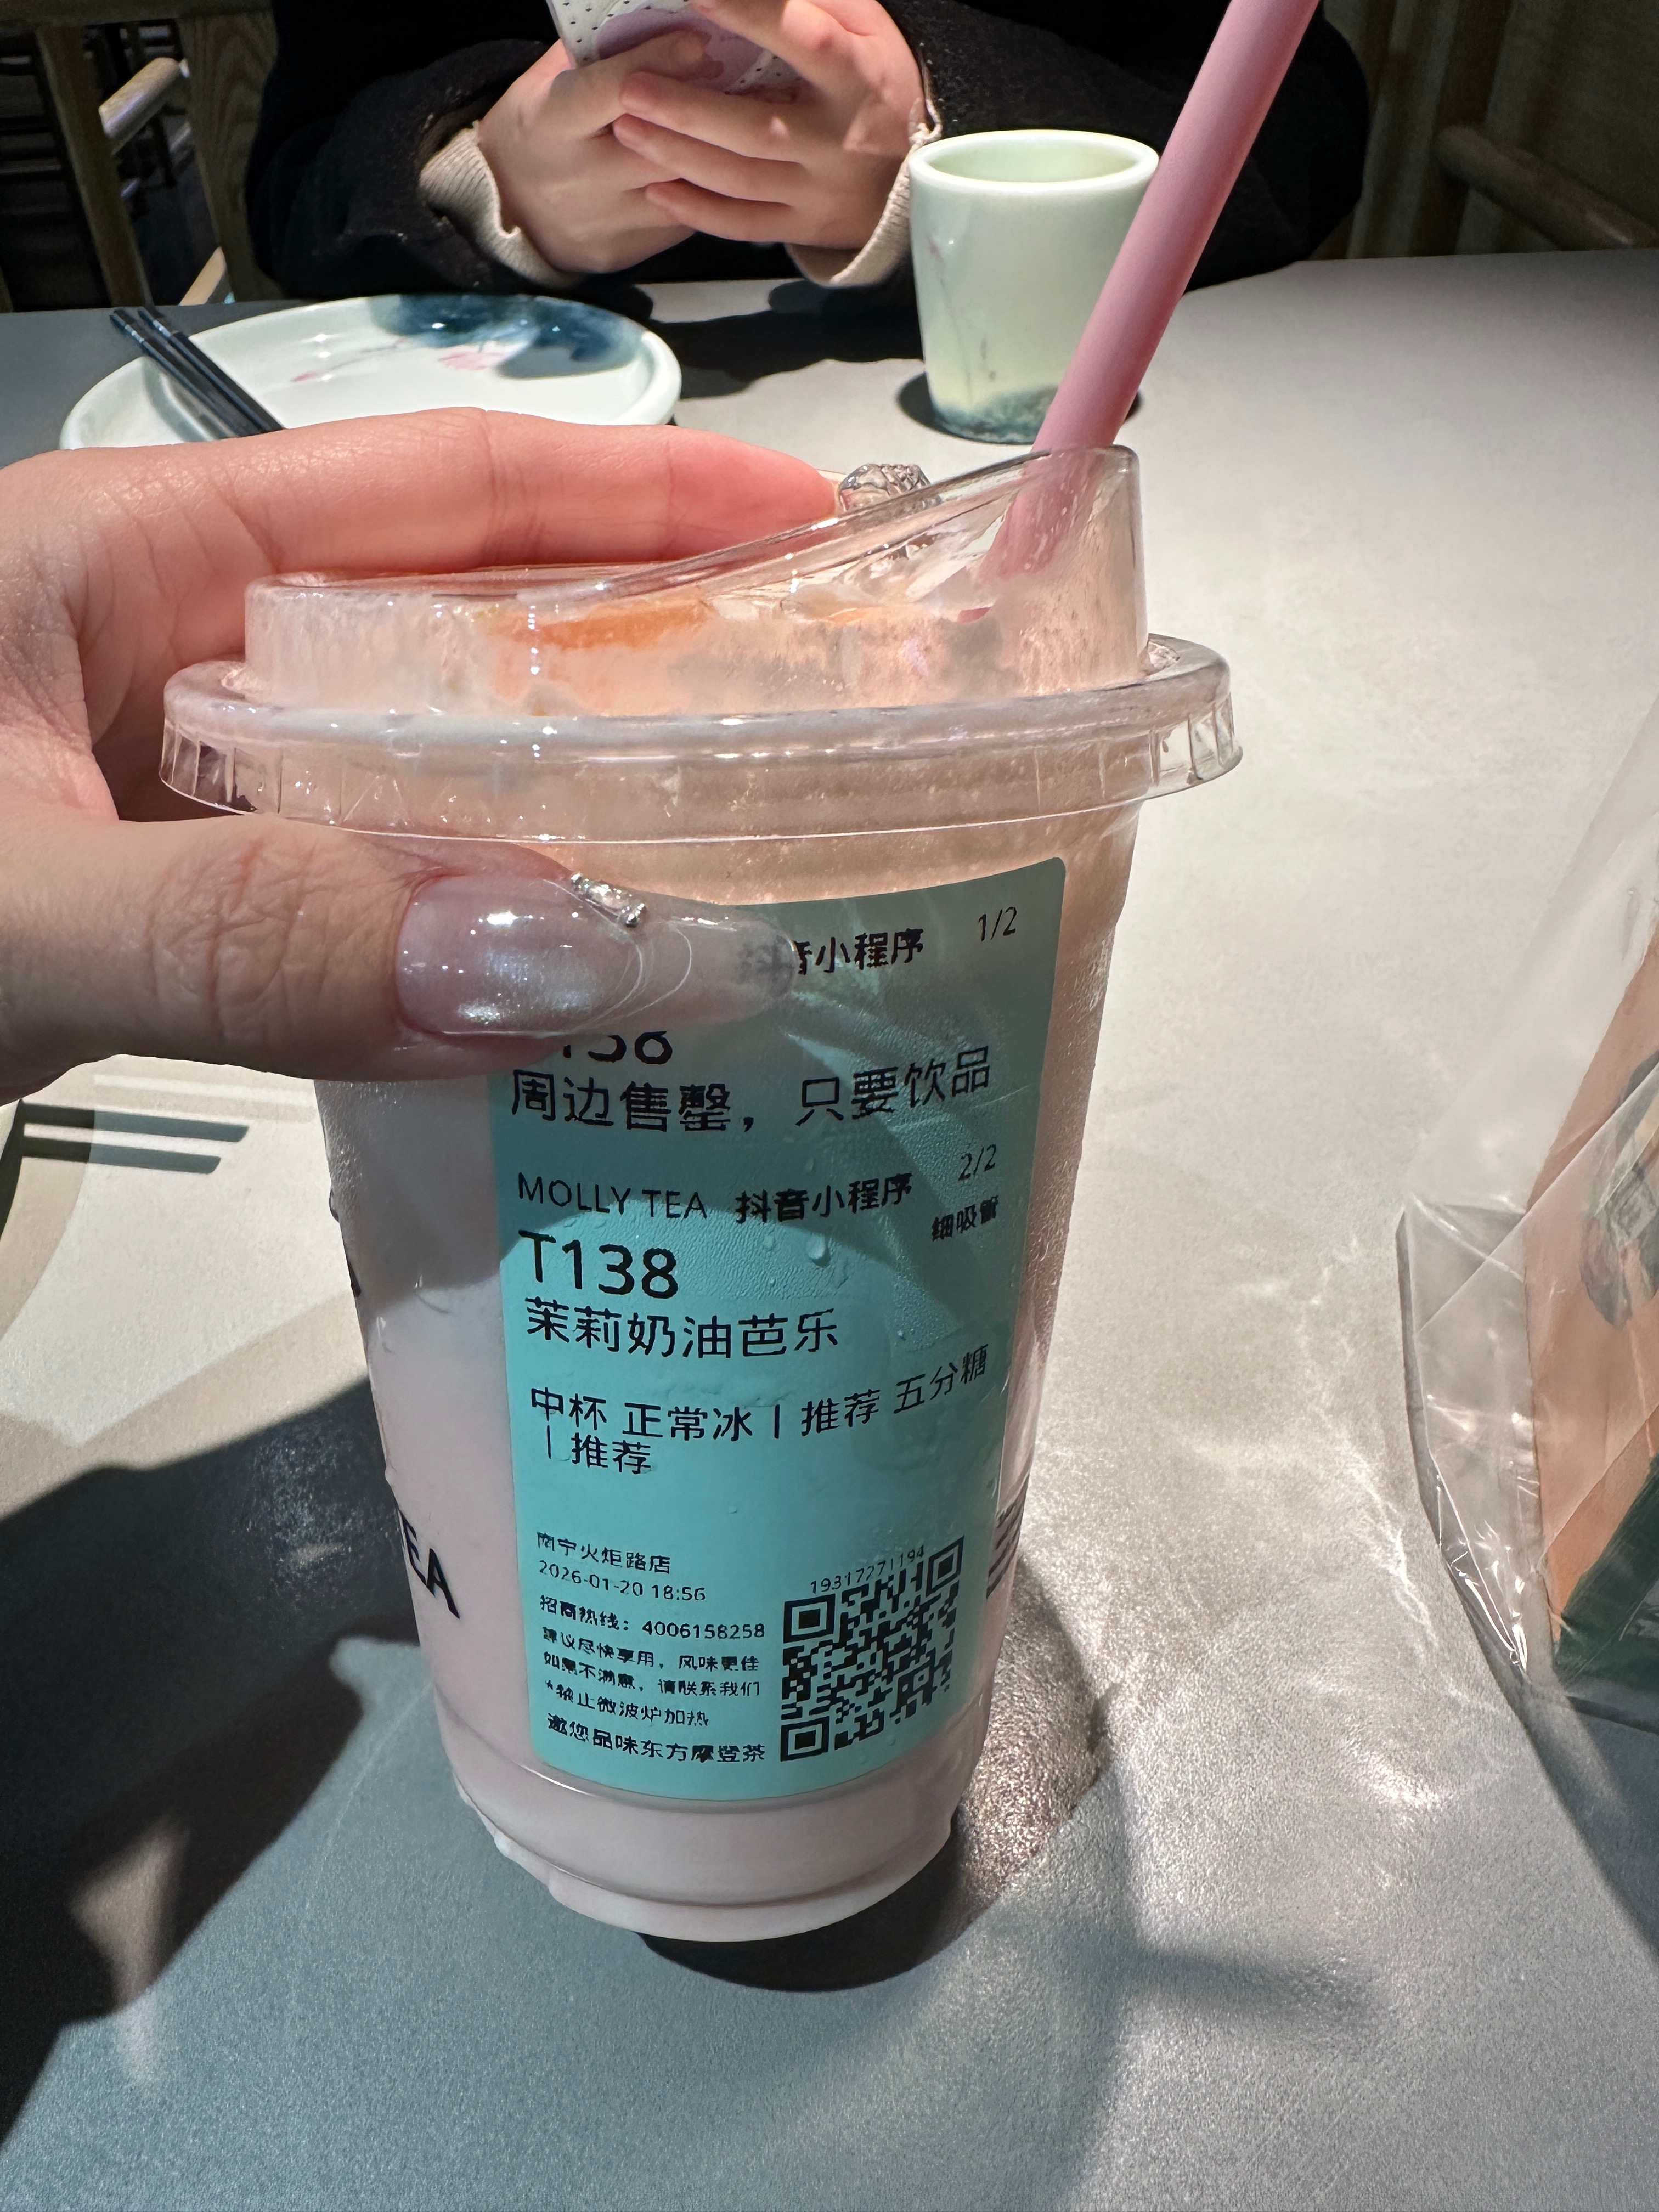 音小程序 1/2
138
周边售罄，只要饮品
MOLLY TEA 抖音小程序 2/2
细吸管
T138
茉莉奶油芭乐
中杯 正常冰丨推荐 五分糖
丨推荐
南宁火炬路店
2026-01-20 18:56
19317271194
招商热线：4006158258
建议尽快享用，风味更佳
如果不满意，请联系我们
*禁止微波炉加热
邀您品味东方摩登茶
TEA